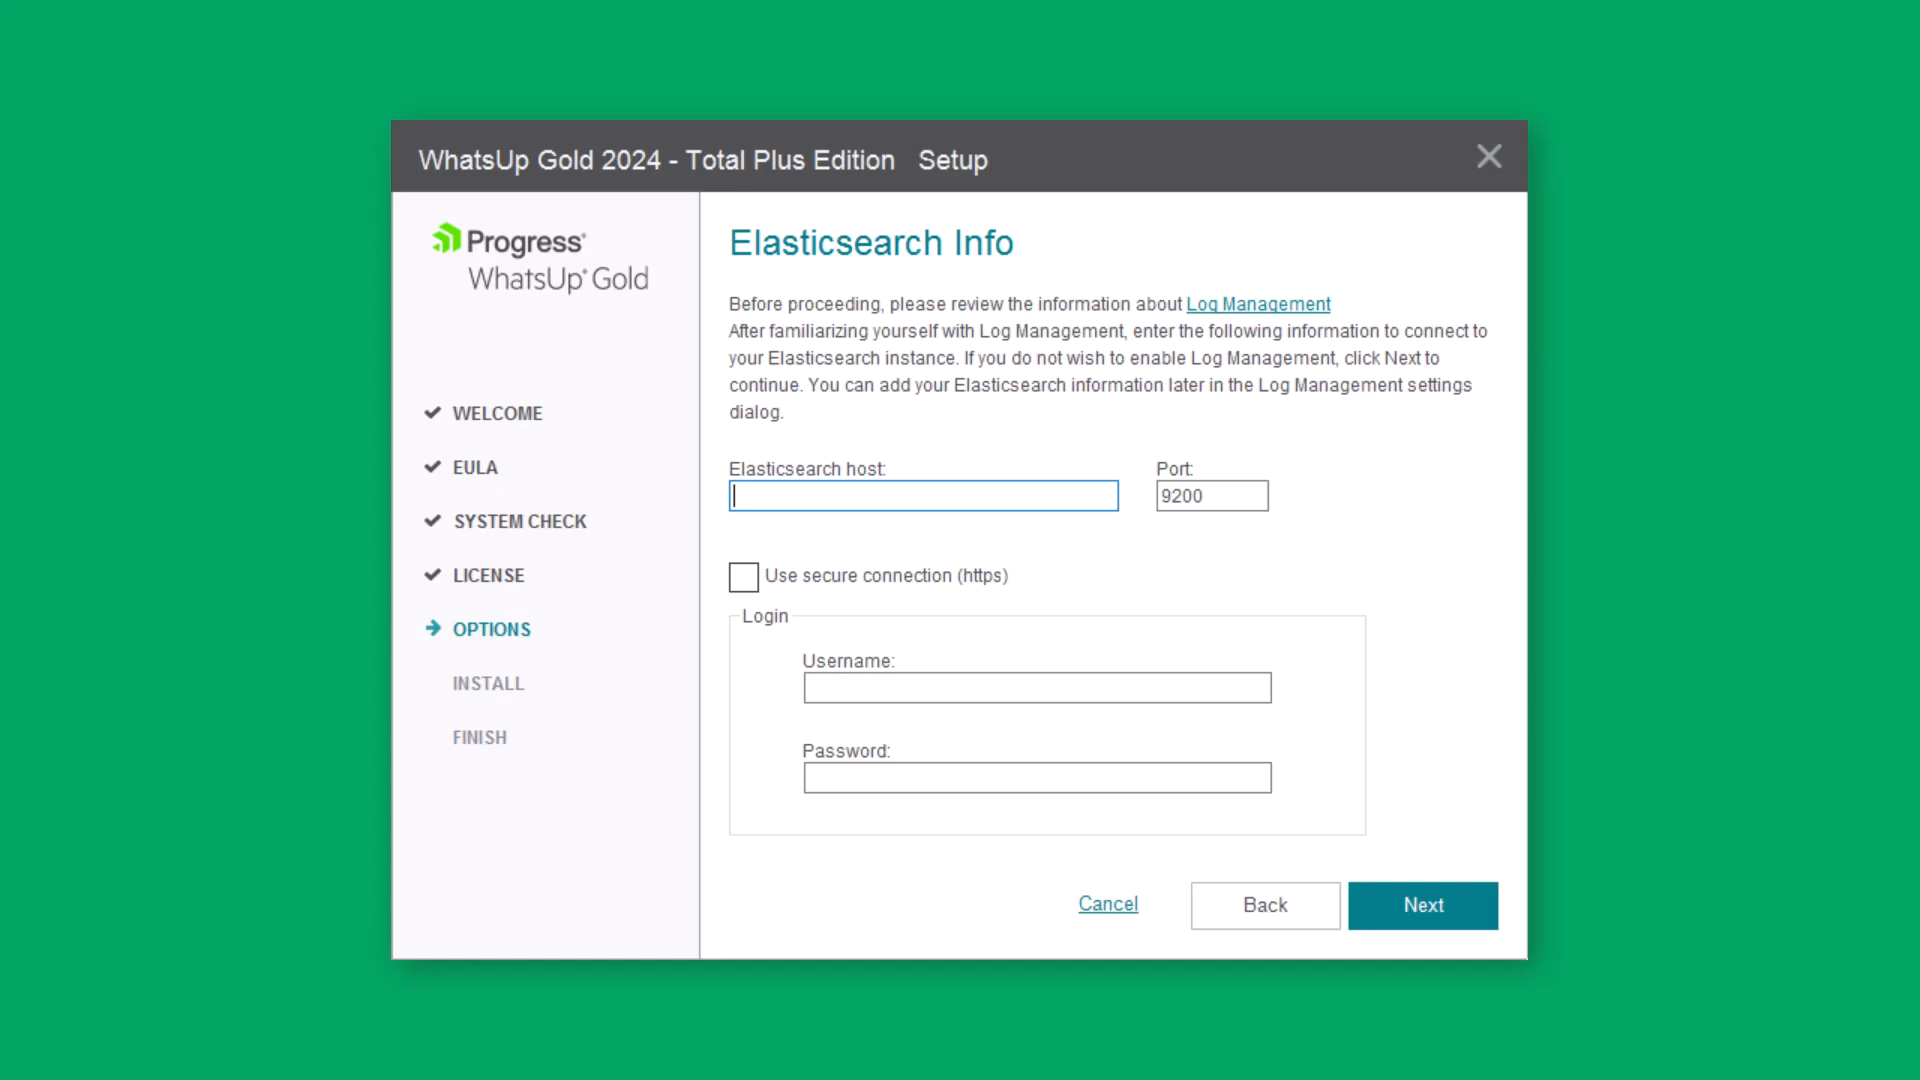 WhatsUp Gold 2024 - Total Plus Edition Setup
Progress®
WhatsUp® Gold
WELCOME
EULA
SYSTEM CHECK
LICENSE
OPTIONS
INSTALL
FINISH
Elasticsearch Info
Before proceeding, please review the information about Log Management
After familiarizing yourself with Log Management, enter the following information to connect to
your Elasticsearch instance. If you do not wish to enable Log Management, click Next to
continue. You can add your Elasticsearch information later in the Log Management settings
dialog.
Elasticsearch host: Port:
9200
Use secure connection (https)
Login
Username:
Password:
Cancel Back Next